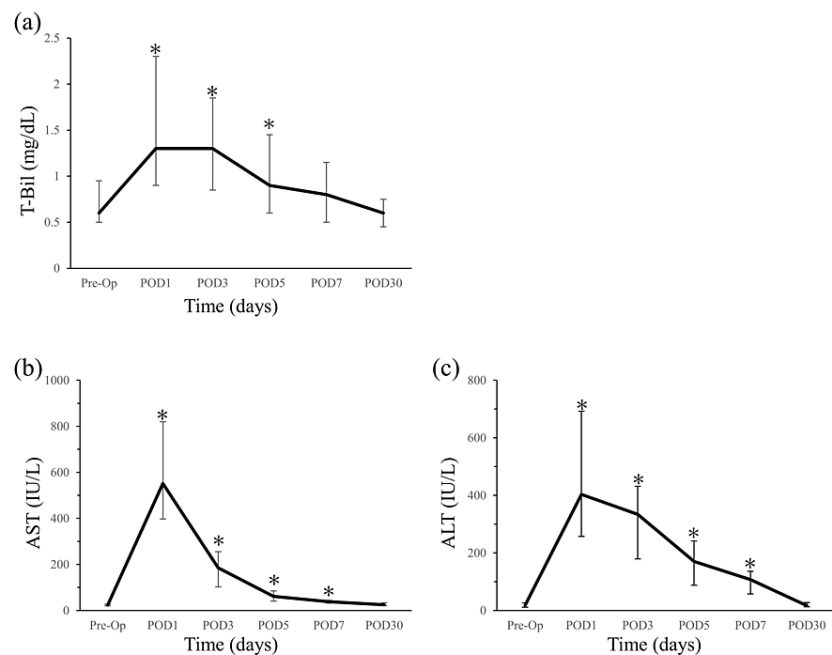 (a)
2.5
2
1.5
1
0.5
0
T-Bil (mg/dL)
*
*
*
Pre-Op POD1 POD3 POD5 POD7 POD30
Time (days)
(b)
1000
800
600
400
200
0
AST (IU/L)
*
*
*
*
Pre-Op POD1 POD3 POD5 POD7 POD30
Time (days)
(c)
800
600
400
200
0
ALT (IU/L)
*
*
*
*
Pre-Op POD1 POD3 POD5 POD7 POD30
Time (days)